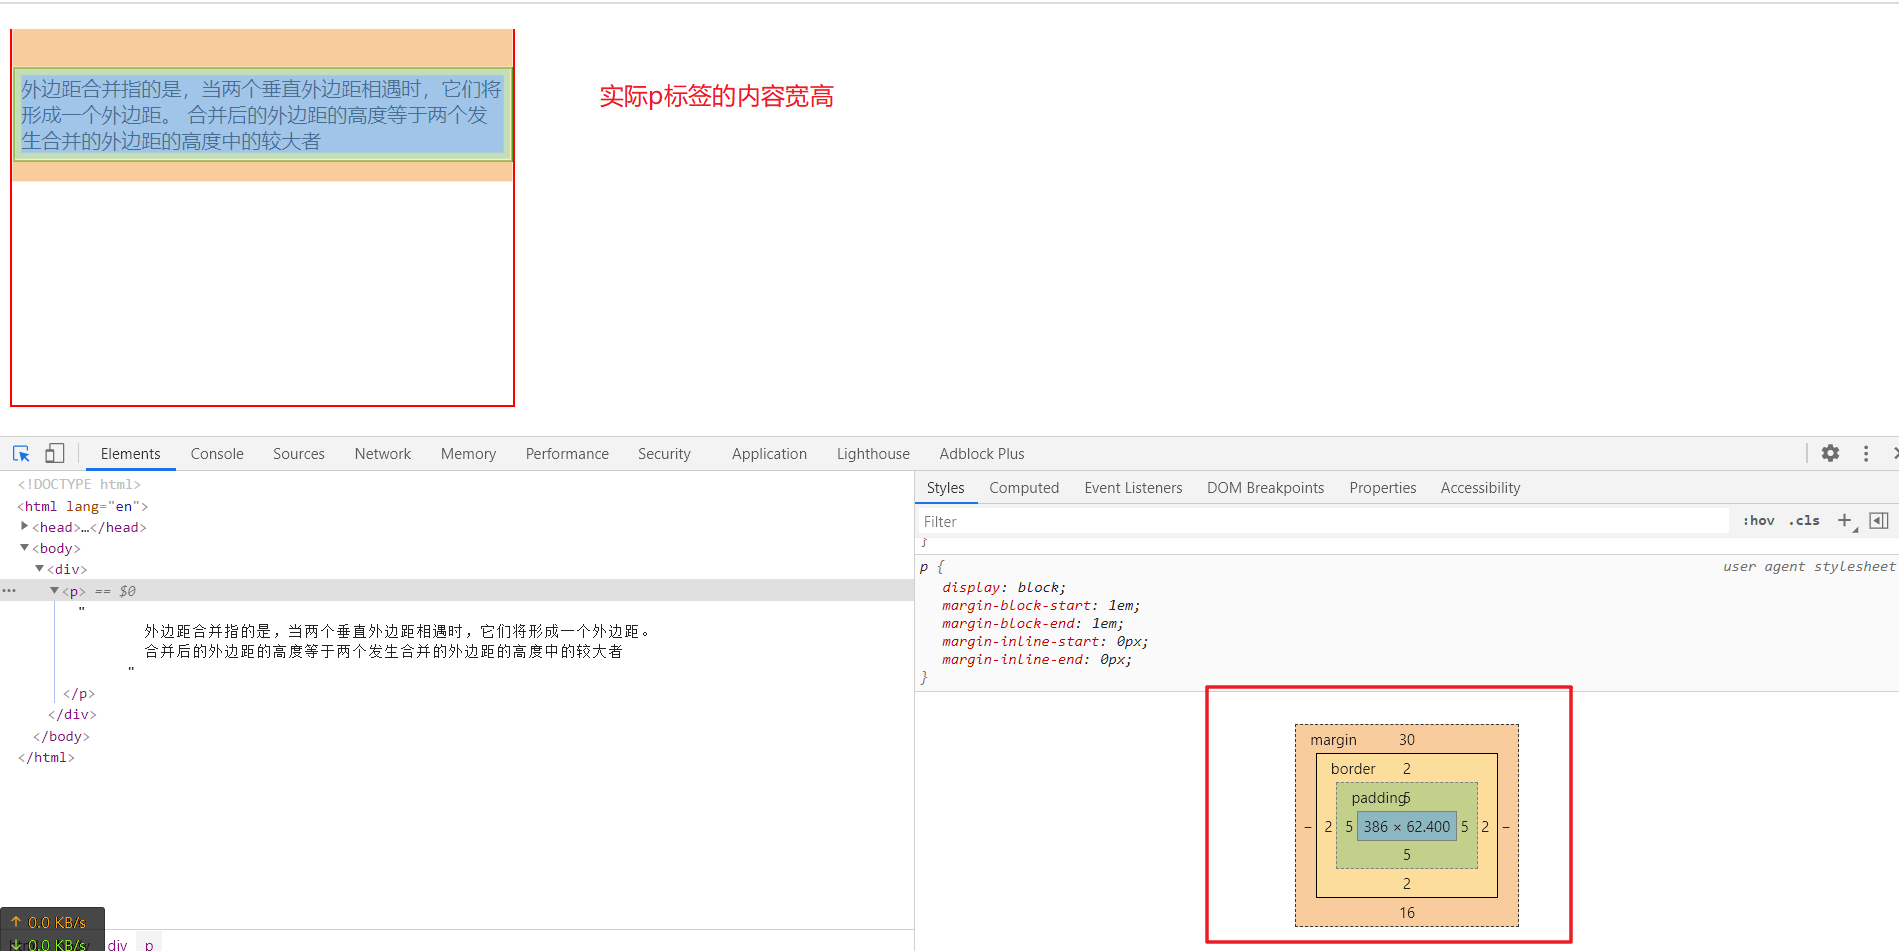 外边距合并指的是，当两个垂直外边距相遇时，它们将
形成一个外边距。 合并后的外边距的高度等于两个发
生合并的外边距的高度中的较大者
实际p标签的内容宽高
Elements Console Sources Network Memory Performance Security Application Lighthouse Adblock Plus
<!DOCTYPE html>
<html lang="en">
<head>…</head>
<body>
<div>
<p> == $0
"
外边距合并指的是，当两个垂直外边距相遇时，它们将形成一个外边距。
合并后的外边距的高度等于两个发生合并的外边距的高度中的较大者
"
</p>
</div>
</body>
</html>
div p
↑ 0.0 KB/s
↓ 0.0 KB/s
Styles Computed Event Listeners DOM Breakpoints Properties Accessibility
Filter :hov .cls +
}
p { user agent stylesheet
display: block;
margin-block-start: 1em;
margin-block-end: 1em;
margin-inline-start: 0px;
margin-inline-end: 0px;
}
margin 30
border 2
padding 5
– 2 5 386 × 62.400 5 2 –
5
2
16